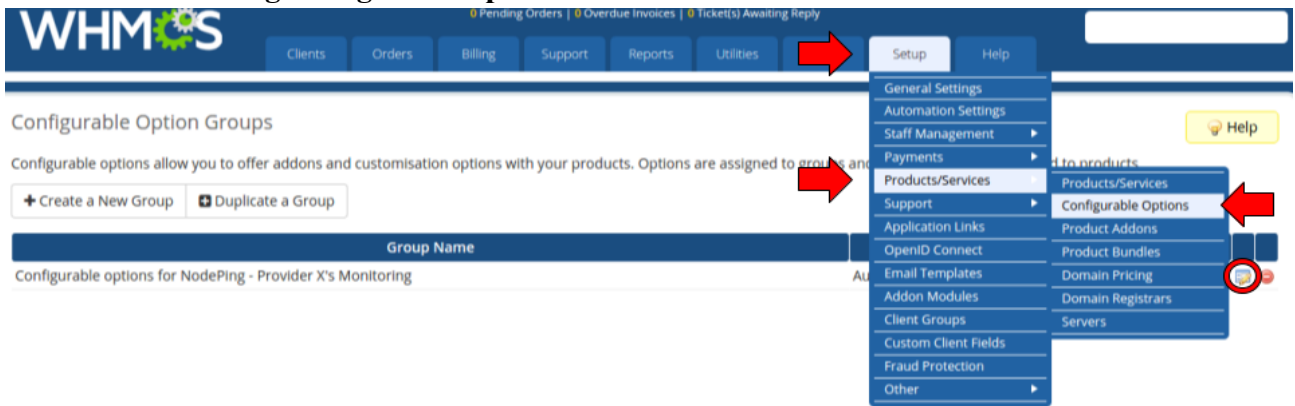 WHMCS
0 Pending Orders | 0 Overdue Invoices | 0 Ticket(s) Awaiting Reply
Clients Orders Billing Support Reports Utilities Setup Help
General Settings
Automation Settings
Staff Management
Payments
Products/Services
Support
Application Links
OpenID Connect
Email Templates
Addon Modules
Client Groups
Custom Client Fields
Fraud Protection
Other
Products/Services
Configurable Options
Product Addons
Product Bundles
Domain Pricing
Domain Registrars
Servers
Configurable Option Groups
Help
Configurable options allow you to offer addons and customisation options with your products. Options are assigned to groups and to products
Create a New Group Duplicate a Group
Group Name
Configurable options for NodePing - Provider X's Monitoring